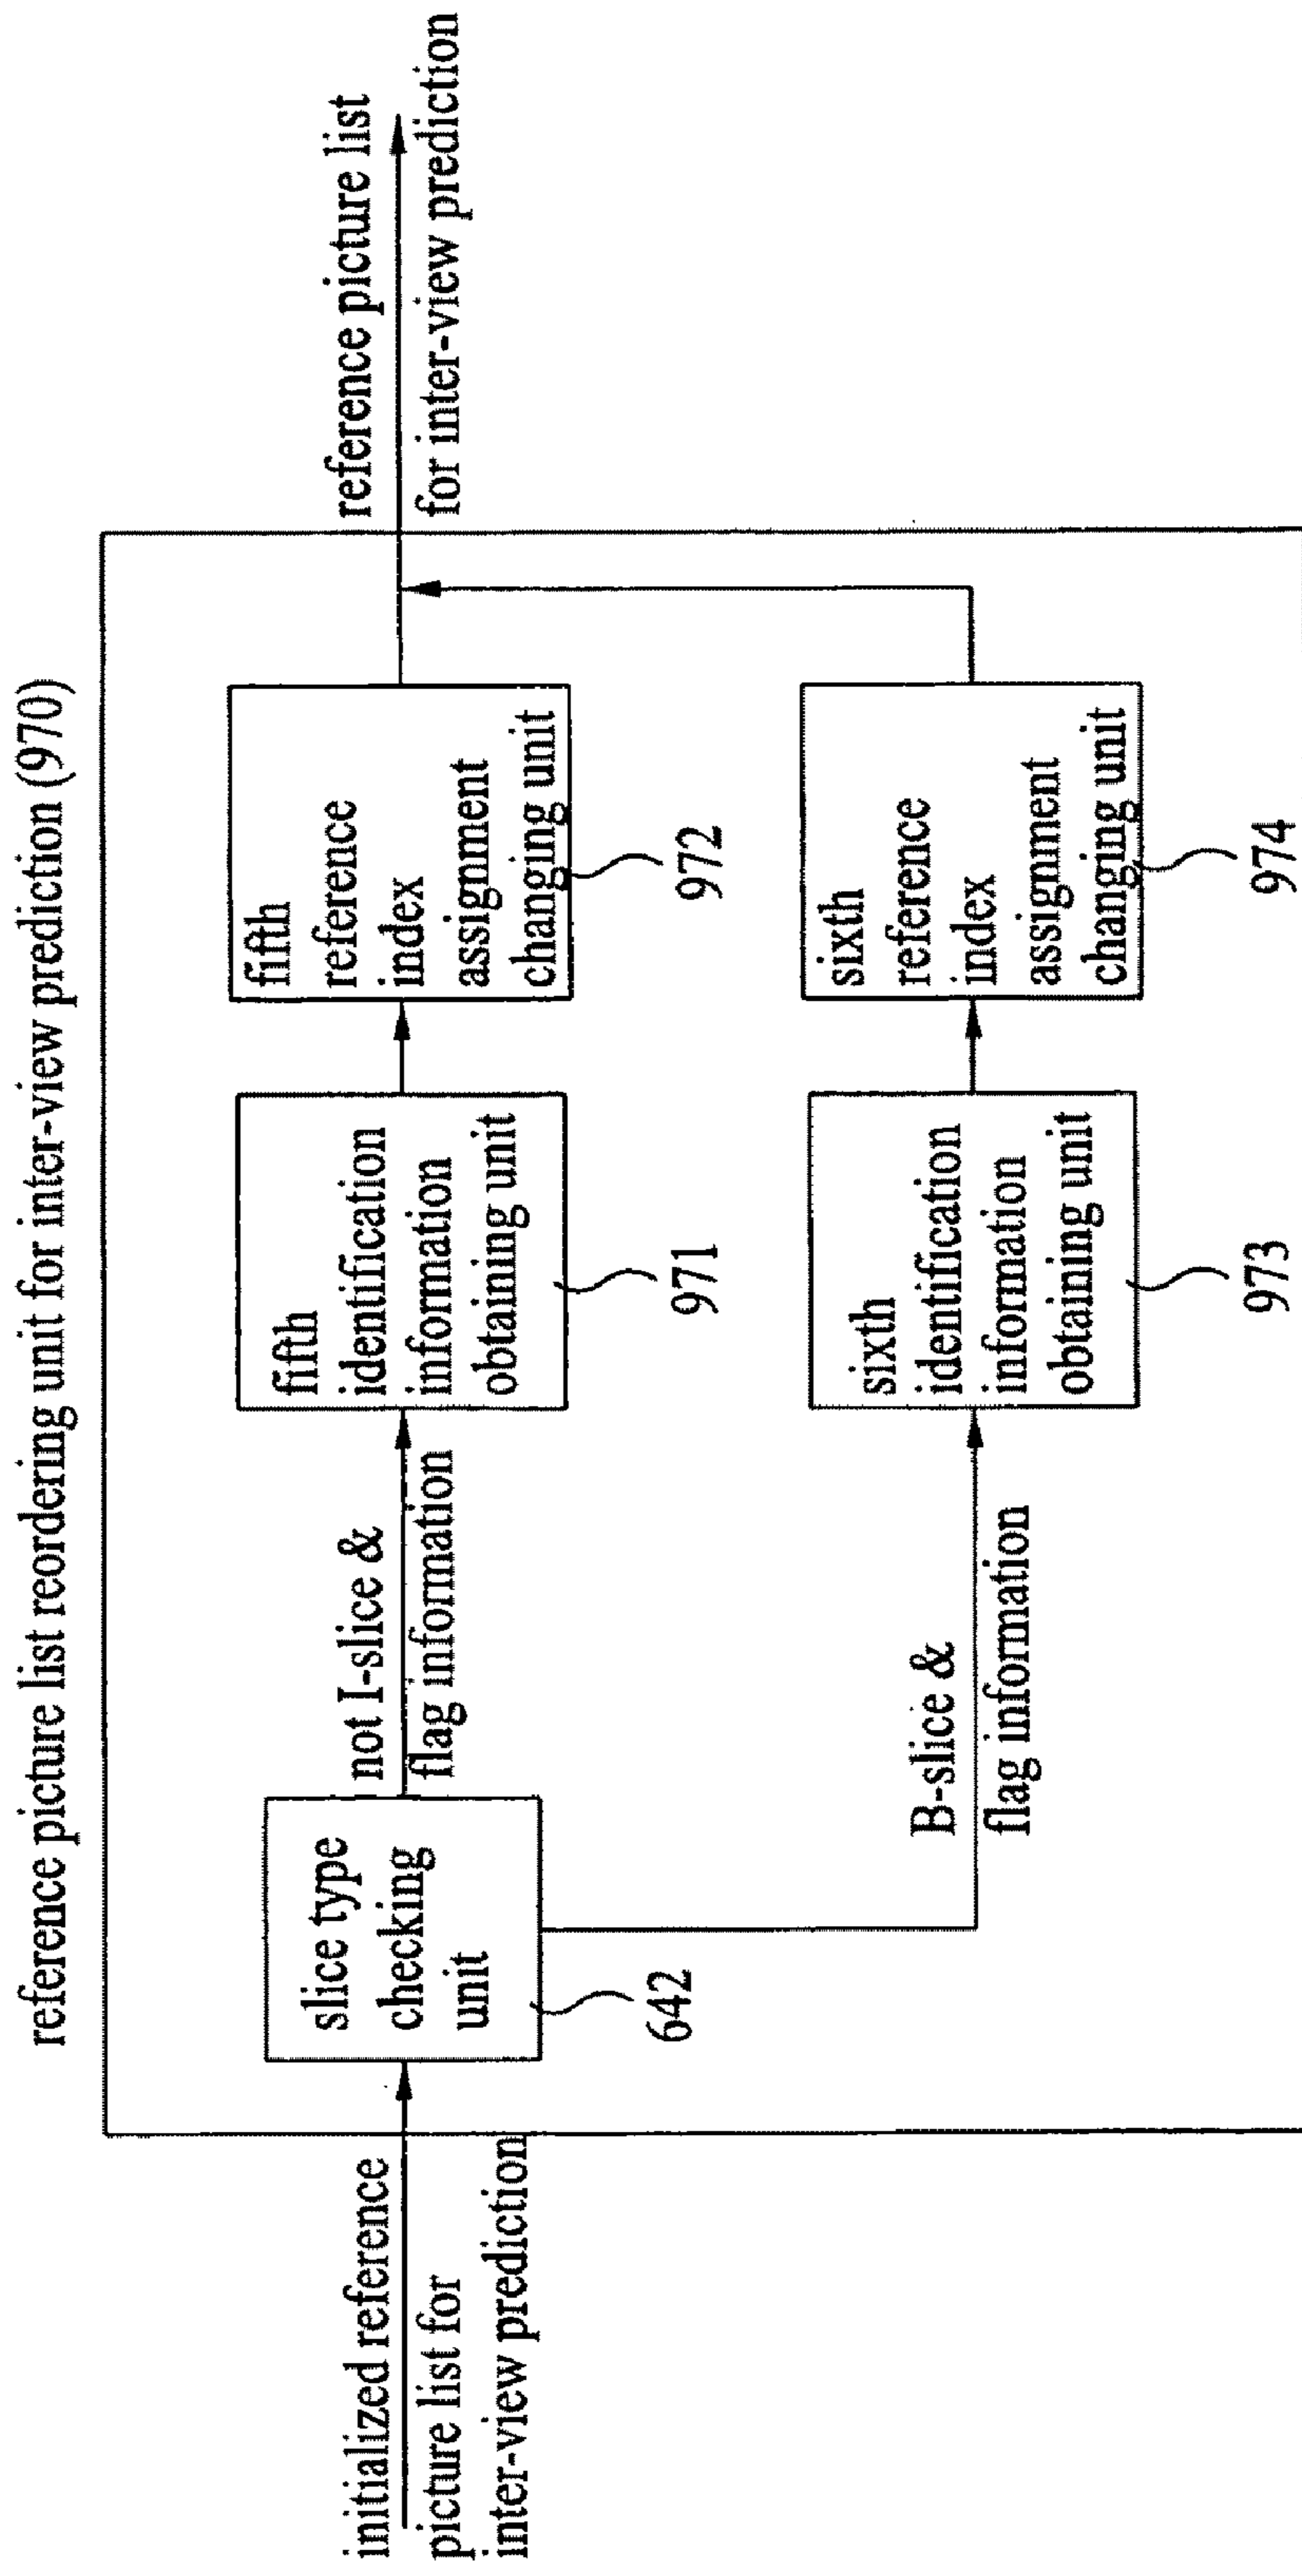 reference picture list reordering unit for inter-view prediction (970)
initialized reference
picture list for
inter-view prediction
slice type
checking
unit
642
not I-slice &
flag information
B-slice &
flag information
fifth
identification
information
obtaining unit
971
sixth
identification
information
obtaining unit
973
fifth
reference
index
assignment
changing unit
972
sixth
reference
index
assignment
changing unit
974
reference picture list
for inter-view prediction